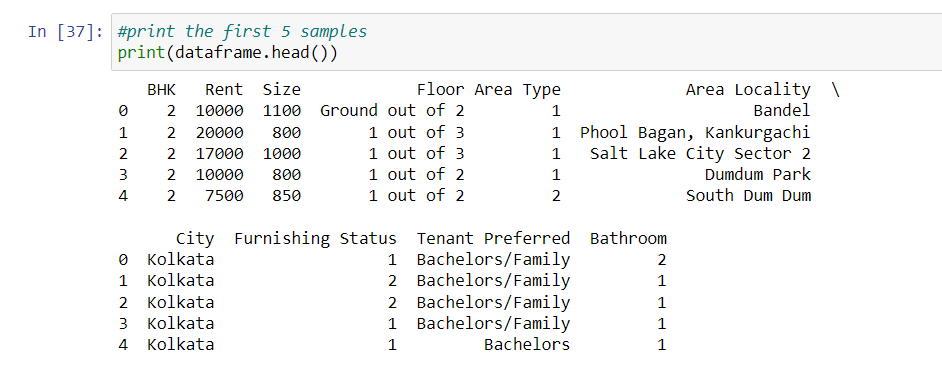 In [37]: #print the first 5 samples
print(dataframe.head())
BHK Rent Size Floor Area Type Area Locality \
0 2 10000 1100 Ground out of 2 1 Bandel
1 2 20000 800 1 out of 3 1 Phool Bagan, Kankurgachi
2 2 17000 1000 1 out of 3 1 Salt Lake City Sector 2
3 2 10000 800 1 out of 2 1 Dumdum Park
4 2 7500 850 1 out of 2 2 South Dum Dum
City Furnishing Status Tenant Preferred Bathroom
0 Kolkata 1 Bachelors/Family 2
1 Kolkata 2 Bachelors/Family 1
2 Kolkata 2 Bachelors/Family 1
3 Kolkata 1 Bachelors/Family 1
4 Kolkata 1 Bachelors 1